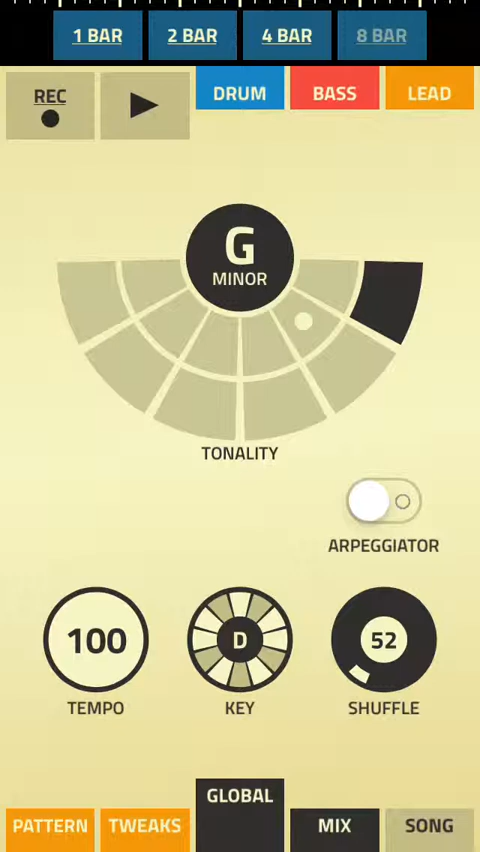 1 BAR
2 BAR
4 BAR
8 BAR
REC
DRUM
BASS
LEAD
G
MINOR
TONALITY
ARPEGGIATOR
100
D
52
TEMPO
KEY
SHUFFLE
PATTERN
TWEAKS
GLOBAL
MIX
SONG